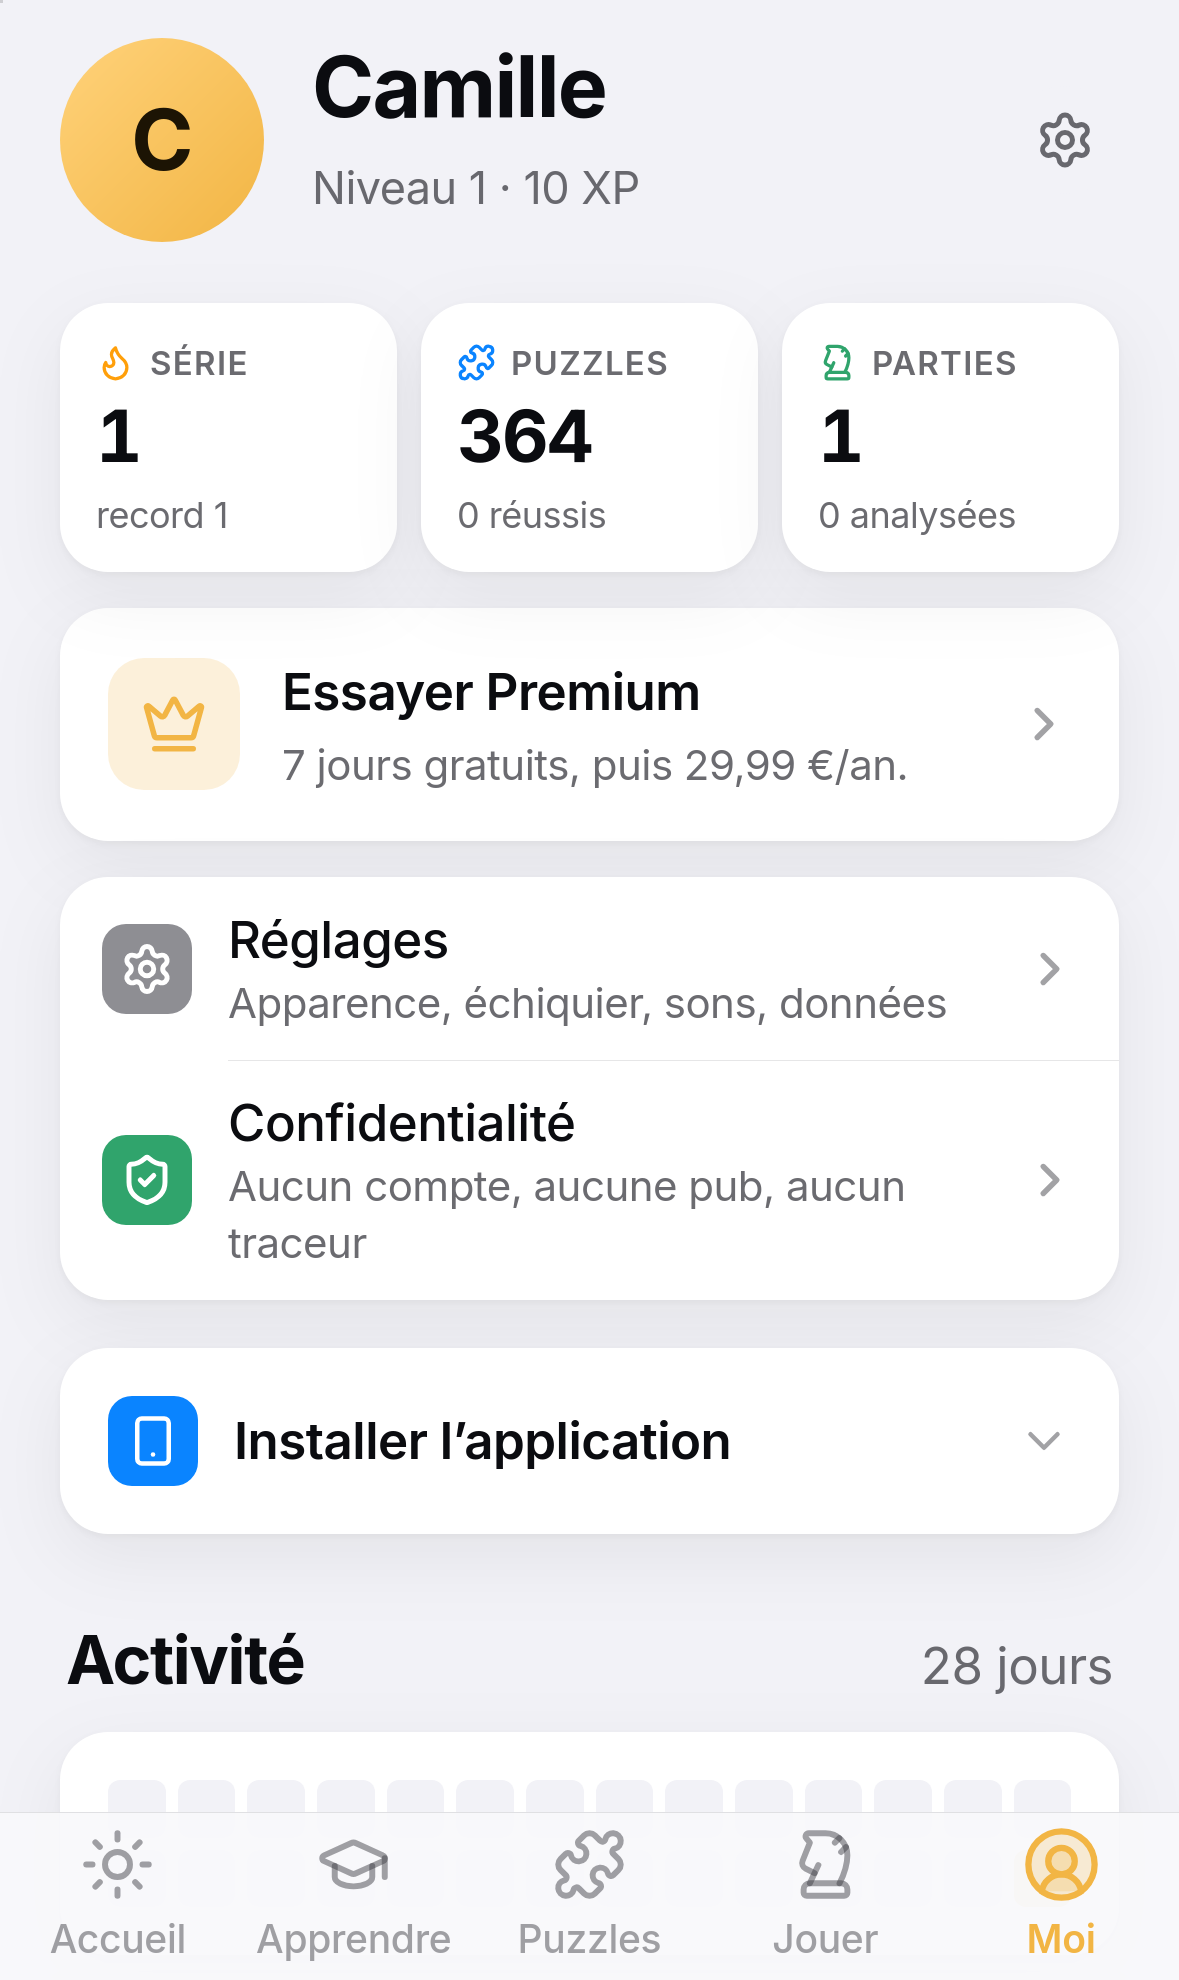 C
Camille
Niveau 1 · 10 XP
SÉRIE
1
record 1
PUZZLES
364
0 réussis
PARTIES
1
0 analysées
Essayer Premium
7 jours gratuits, puis 29,99 €/an.
Réglages
Apparence, échiquier, sons, données
Confidentialité
Aucun compte, aucune pub, aucun
traceur
Installer l’application
Activité
28 jours
Accueil
Apprendre
Puzzles
Jouer
Moi